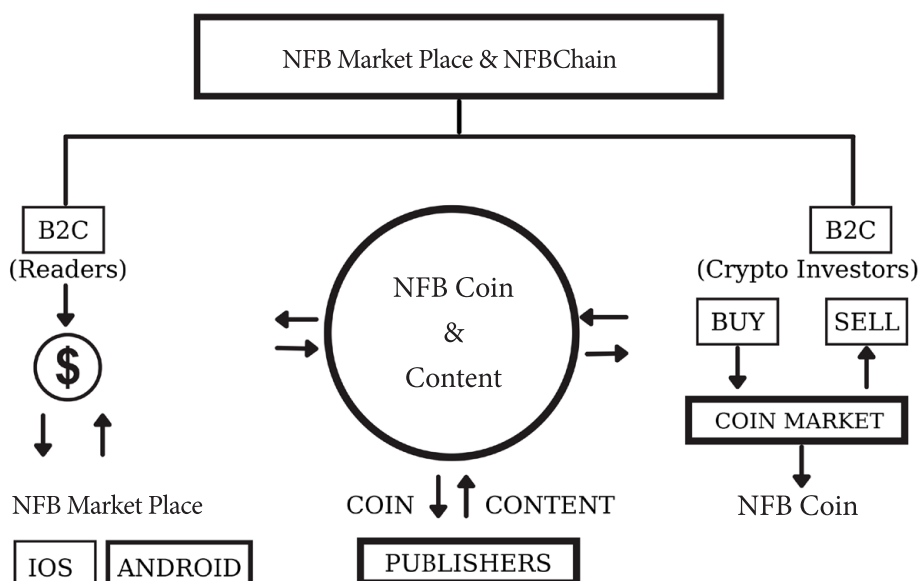 NFB Market Place & NFBChain
B2C
(Readers)
$
NFB Market Place
IOS
ANDROID
NFB Coin
&
Content
COIN
CONTENT
PUBLISHERS
B2C
(Crypto Investors)
BUY
SELL
COIN MARKET
NFB Coin